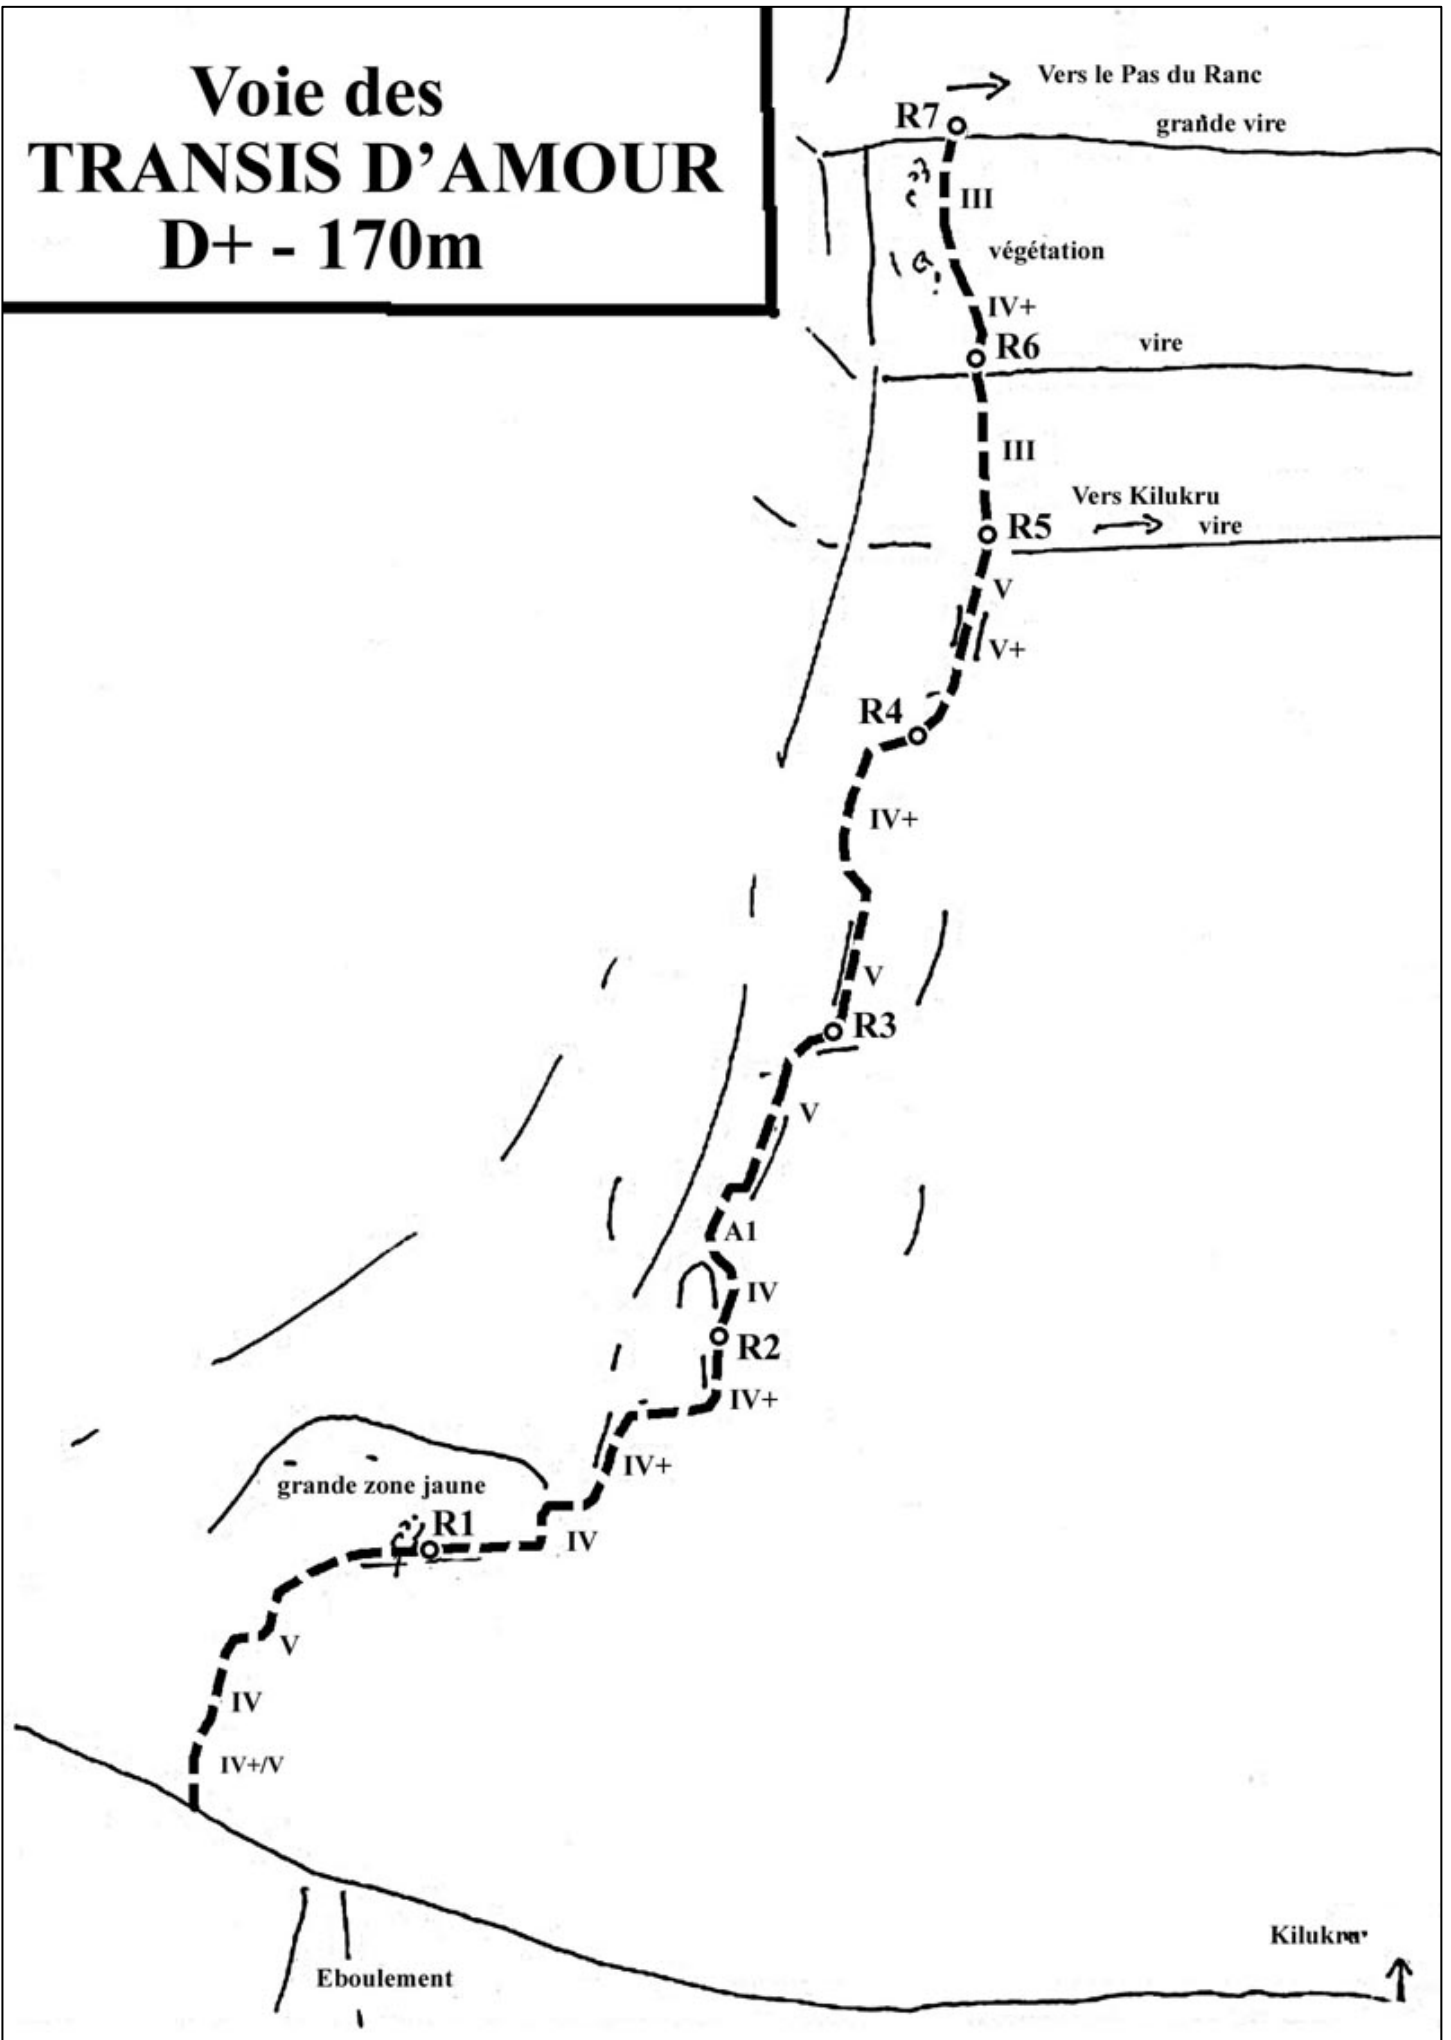 Voie des
TRANSIS D'AMOUR
D+ - 170m
Vers le Pas du Ranc
R7
grande vire
III
végétation
IV+
R6
vire
III
Vers Kilukru
R5
vire
V
V+
R4
IV+
V
R3
V
A1
IV
R2
IV+
IV+
grande zone jaune
R1
IV
V
IV
IV+/V
Kilukru
Eboulement